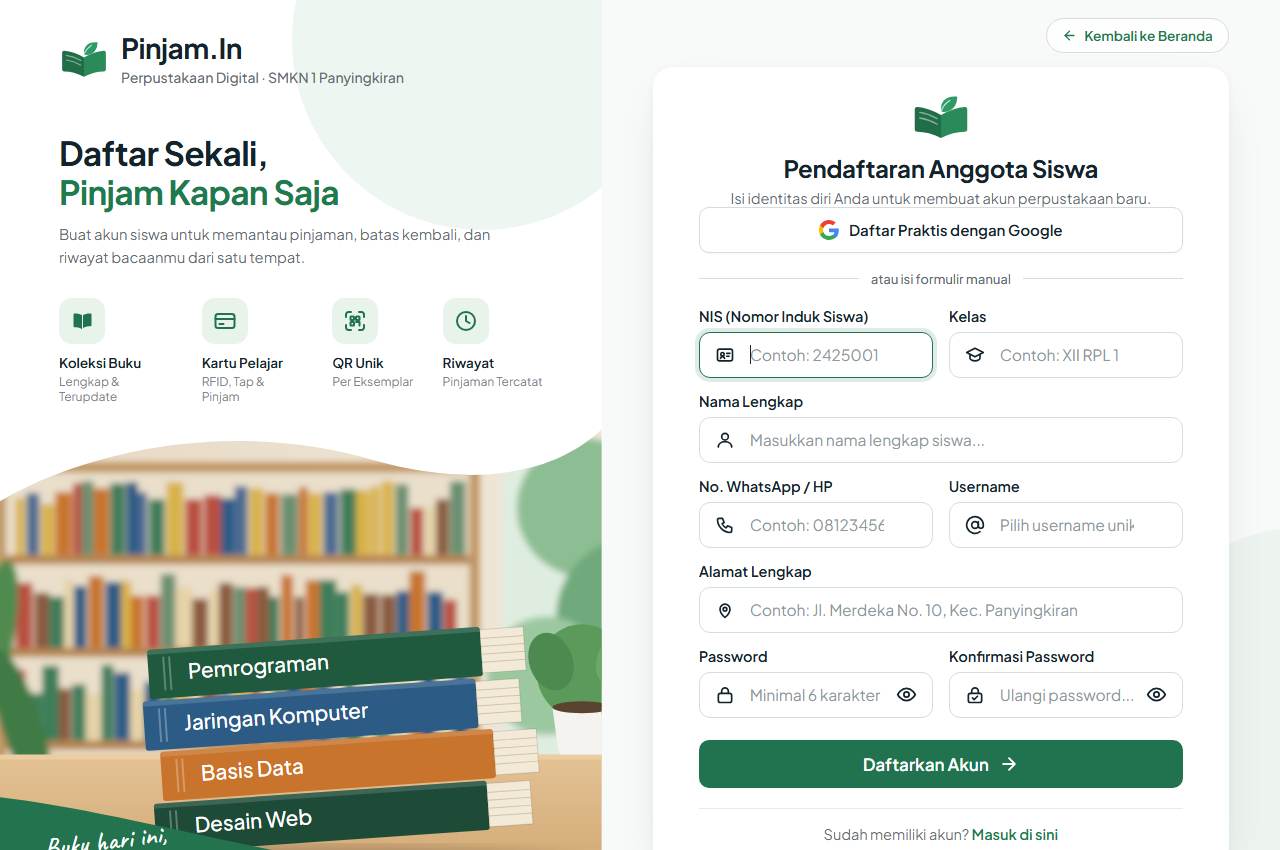 Pinjam.In
Perpustakaan Digital · SMKN 1 Panyingkiran
Daftar Sekali,
Pinjam Kapan Saja
Buat akun siswa untuk memantau pinjaman, batas kembali, dan
riwayat bacaanmu dari satu tempat.
Koleksi Buku
Lengkap &
Terupdate
Kartu Pelajar
RFID, Tap &
Pinjam
QR Unik
Per Eksemplar
Riwayat
Pinjaman Tercatat
Pemrograman
Jaringan Komputer
Basis Data
Desain Web
Buku hari ini,
Kembali ke Beranda
Pendaftaran Anggota Siswa
Isi identitas diri Anda untuk membuat akun perpustakaan baru.
Daftar Praktis dengan Google
atau isi formulir manual
NIS (Nomor Induk Siswa)
Contoh: 2425001
Kelas
Contoh: XII RPL 1
Nama Lengkap
Masukkan nama lengkap siswa...
No. WhatsApp / HP
Contoh: 08123456
Username
Pilih username unik
Alamat Lengkap
Contoh: Jl. Merdeka No. 10, Kec. Panyingkiran
Password
Minimal 6 karakter
Konfirmasi Password
Ulangi password...
Daftarkan Akun
Sudah memiliki akun? Masuk di sini